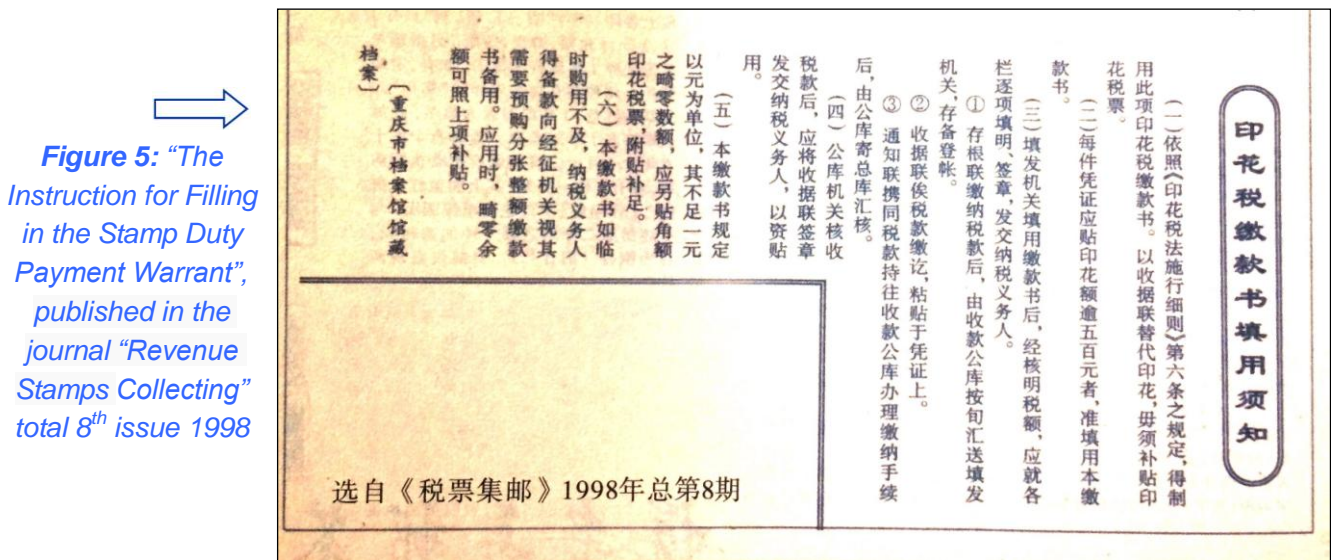 Figure 5: “The
Instruction for Filling
in the Stamp Duty
Payment Warrant”,
published in the
journal “Revenue
Stamps Collecting”
total 8th issue 1998
印花税缴款书填用须知
(一)依照《印花税法施行细则》第六条之规定,得制
用此项印花税缴款书。以收据联替代印花,毋须补贴印
花税票。
(二)每件凭证应贴印花额逾五百元者,准填用本缴
款书。
(三)填发机关填用缴款书后,经核明税额,应就各
栏逐项填明、签章,发交纳税义务人。
① 存根联缴纳税款后,由收款公库按旬汇送填发
机关,存备登帐。
② 收据联俟税款缴讫,粘贴于凭证上。
③ 通知联携同税款持往收款公库办理缴纳手续
后,由公库寄总库汇核。
(四)公库机关核收
税款后,应将收据联签章
发交纳税义务人,以资贴
用。
(五)本缴款书规定
以元为单位,其不足一元
之畸零数额,应另贴角额
印花税票,附贴补足。
(六)本缴款书如临
时购用不及,纳税义务人
得备款向经征机关视其
需要预购分张整额缴款
书备用。应用时,畸零余
额可照上项补贴。
〔重庆市档案馆馆藏
档案〕
选自《税票集邮》1998年总第8期